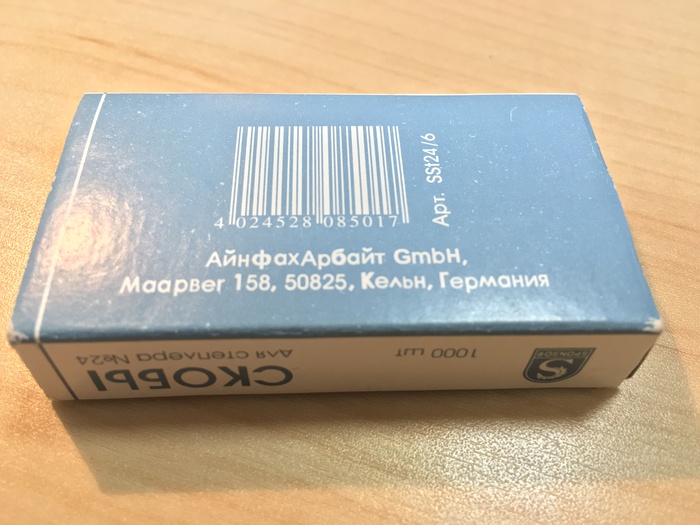 4 024528 085017
Арт. SSt24/6
АйнфахАрбайт GmbH,
Маарвег 158, 50825, Кельн, Германия
СКОБЫ
для степлера №24
1000 шт
S
SPONSOR